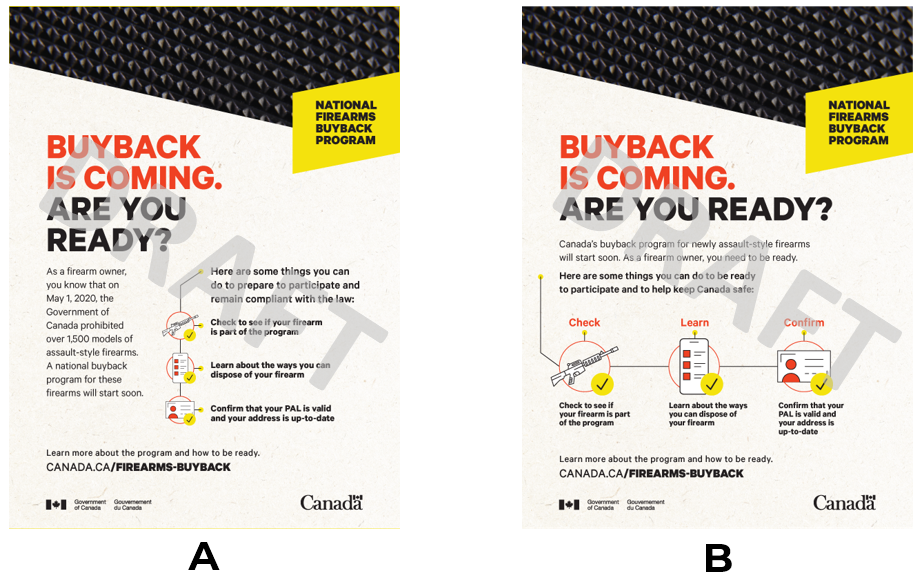 NATIONAL
FIREARMS
BUYBACK
PROGRAM
BUYBACK
IS COMING.
ARE YOU
READY?
As a firearm owner,
you know that on
May 1, 2020, the
Government of
Canada prohibited
over 1,500 models of
assault-style firearms.
A national buyback
program for these
firearms will start soon.
Here are some things you can
do to prepare to participate and
remain compliant with the law:
Check to see if your firearm
is part of the program
Learn about the ways you can
dispose of your firearm
Confirm that your PAL is valid
and your address is up-to-date
Learn more about the program and how to be ready.
CANADA.CA/FIREARMS-BUYBACK
Government
of Canada
Gouvernement
du Canada
Canada
DRAFT
A
NATIONAL
FIREARMS
BUYBACK
PROGRAM
BUYBACK
IS COMING.
ARE YOU READY?
Canada's buyback program for newly assault-style firearms
will start soon. As a firearm owner, you need to be ready.
Here are some things you can do to be ready
to participate and to help keep Canada safe:
Check
Learn
Confirm
Check to see if
your firearm is part
of the program
Learn about the ways
you can dispose of
your firearm
Confirm that your
PAL is valid and
your address is
up-to-date
Learn more about the program and how to be ready.
CANADA.CA/FIREARMS-BUYBACK
Government
of Canada
Gouvernement
du Canada
Canada
DRAFT
B